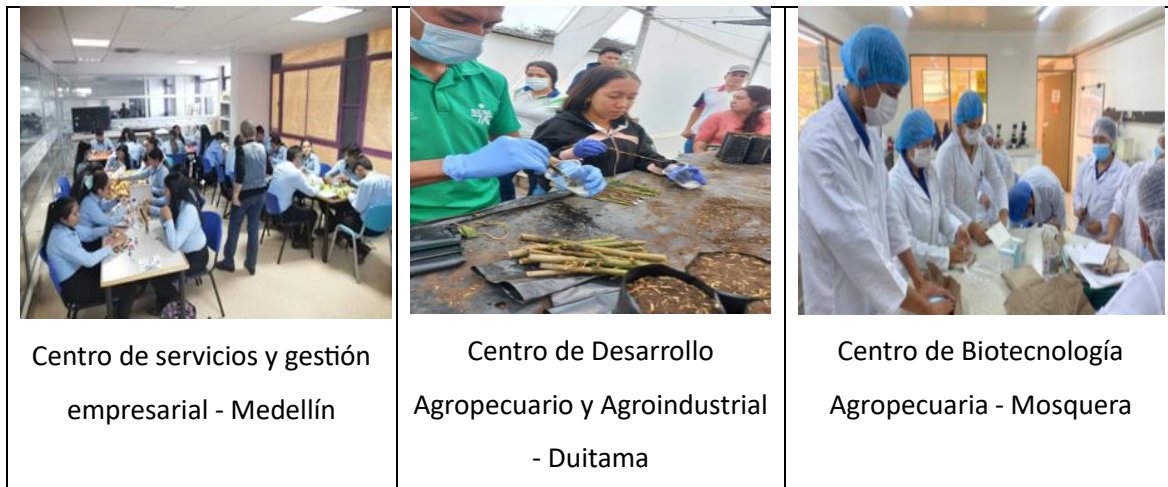 Centro de servicios y gestión
empresarial - Medellín
Centro de Desarrollo
Agropecuario y Agroindustrial
- Duitama
Centro de Biotecnología
Agropecuaria - Mosquera